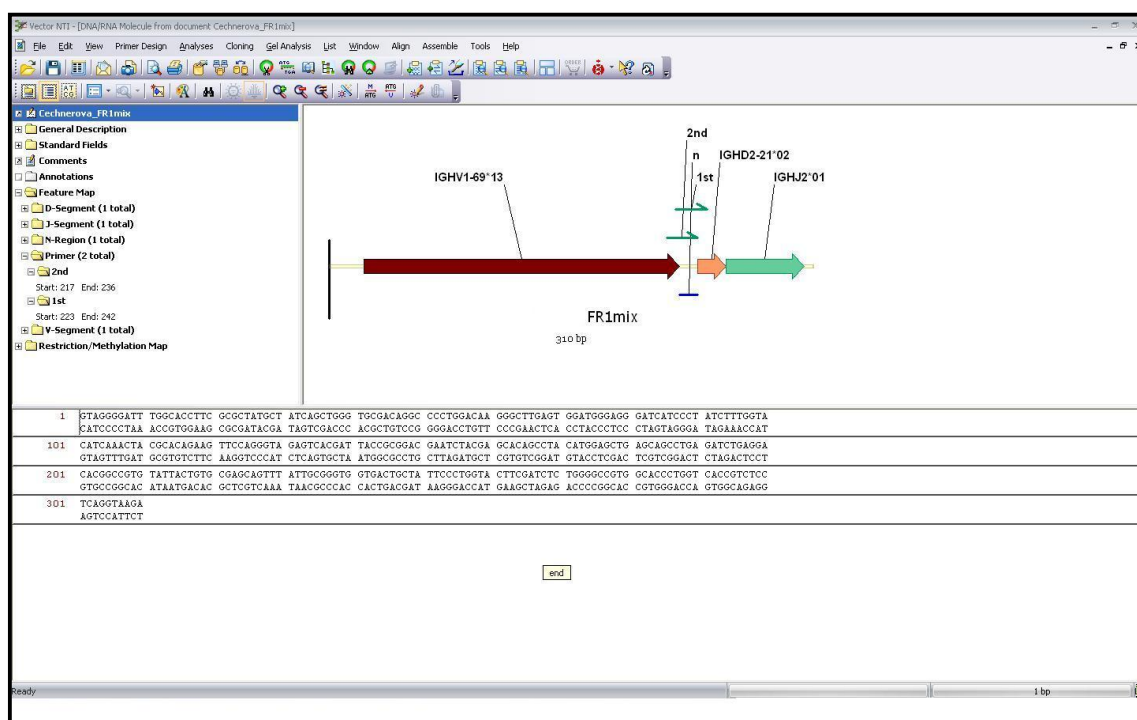 Vector NTI - [DNA/RNA Molecule from document Cechnerova_FR1mix]
File Edit View Primer Design Analyses Cloning Gel Analysis List Window Align Assemble Tools Help
Cechnerova_FR1mix
General Description
Standard Fields
Comments
Annotations
Feature Map
D-Segment (1 total)
J-Segment (1 total)
N-Region (1 total)
Primer (2 total)
2nd
Start: 217 End: 236
1st
Start: 223 End: 242
V-Segment (1 total)
Restriction/Methylation Map
2nd
n IGHD2-21*02
IGHV1-69*13 1st IGHJ2*01
FR1mix
310 bp
1 GTAGGGGATT TGGCACCTTC GCGCTATGCT ATCAGCTGGG TGCGACAGGC CCCTGGACAA GGGCTTGAGT GGATGGGAGG GATCATCCCT ATCTTTGGTA
CATCCCCTAA ACCGTGGAAG CGCGATACGA TAGTCGACCC ACGCTGTCCG GGGACCTGTT CCCGAACTCA CCTACCCTCC CTAGTAGGGA TAGAAACCAT
101 CATCAAACTA CGCACAGAAG TTCCAGGGTA GAGTCACGAT TACCGCGGAC GAATCTACGA GCACAGCCTA CATGGAGCTG AGCAGCCTGA GATCTGAGGA
GTAGTTTGAT GCGTGTCTTC AAGGTCCCAT CTCAGTGCTA ATGGCGCCTG CTTAGATGCT CGTGTCGGAT GTACCTCGAC TCGTCGGACT CTAGACTCCT
201 CACGGCCGTG TATTACTGTG CGAGCAGTTT ATTGCGGGTG GTGACTGCTA TTCCCTGGTA CTTCGATCTC TGGGGCCGTG GCACCCTGGT CACCGTCTCC
GTGCCGGCAC ATAATGACAC GCTCGTCAAA TAACGCCCAC CACTGACGAT AAGGGACCAT GAAGCTAGAG ACCCCGGCAC CGTGGGACCA GTGGCAGAGG
301 TCAGGTAAGA
AGTCCATTCT
end
Ready 1 bp